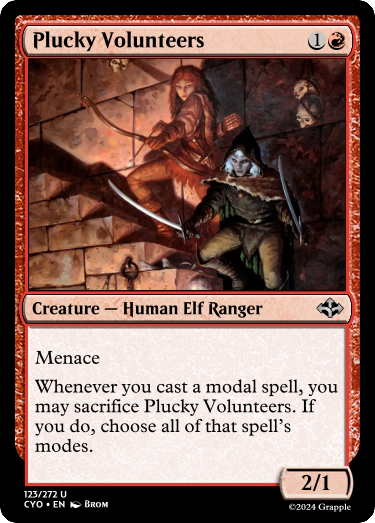 Plucky Volunteers 1
Creature — Human Elf Ranger
Menace
Whenever you cast a modal spell, you
may sacrifice Plucky Volunteers. If
you do, choose all of that spell's
modes.
2/1
123/272 U
CYO • EN Brom
©2024 Grapple